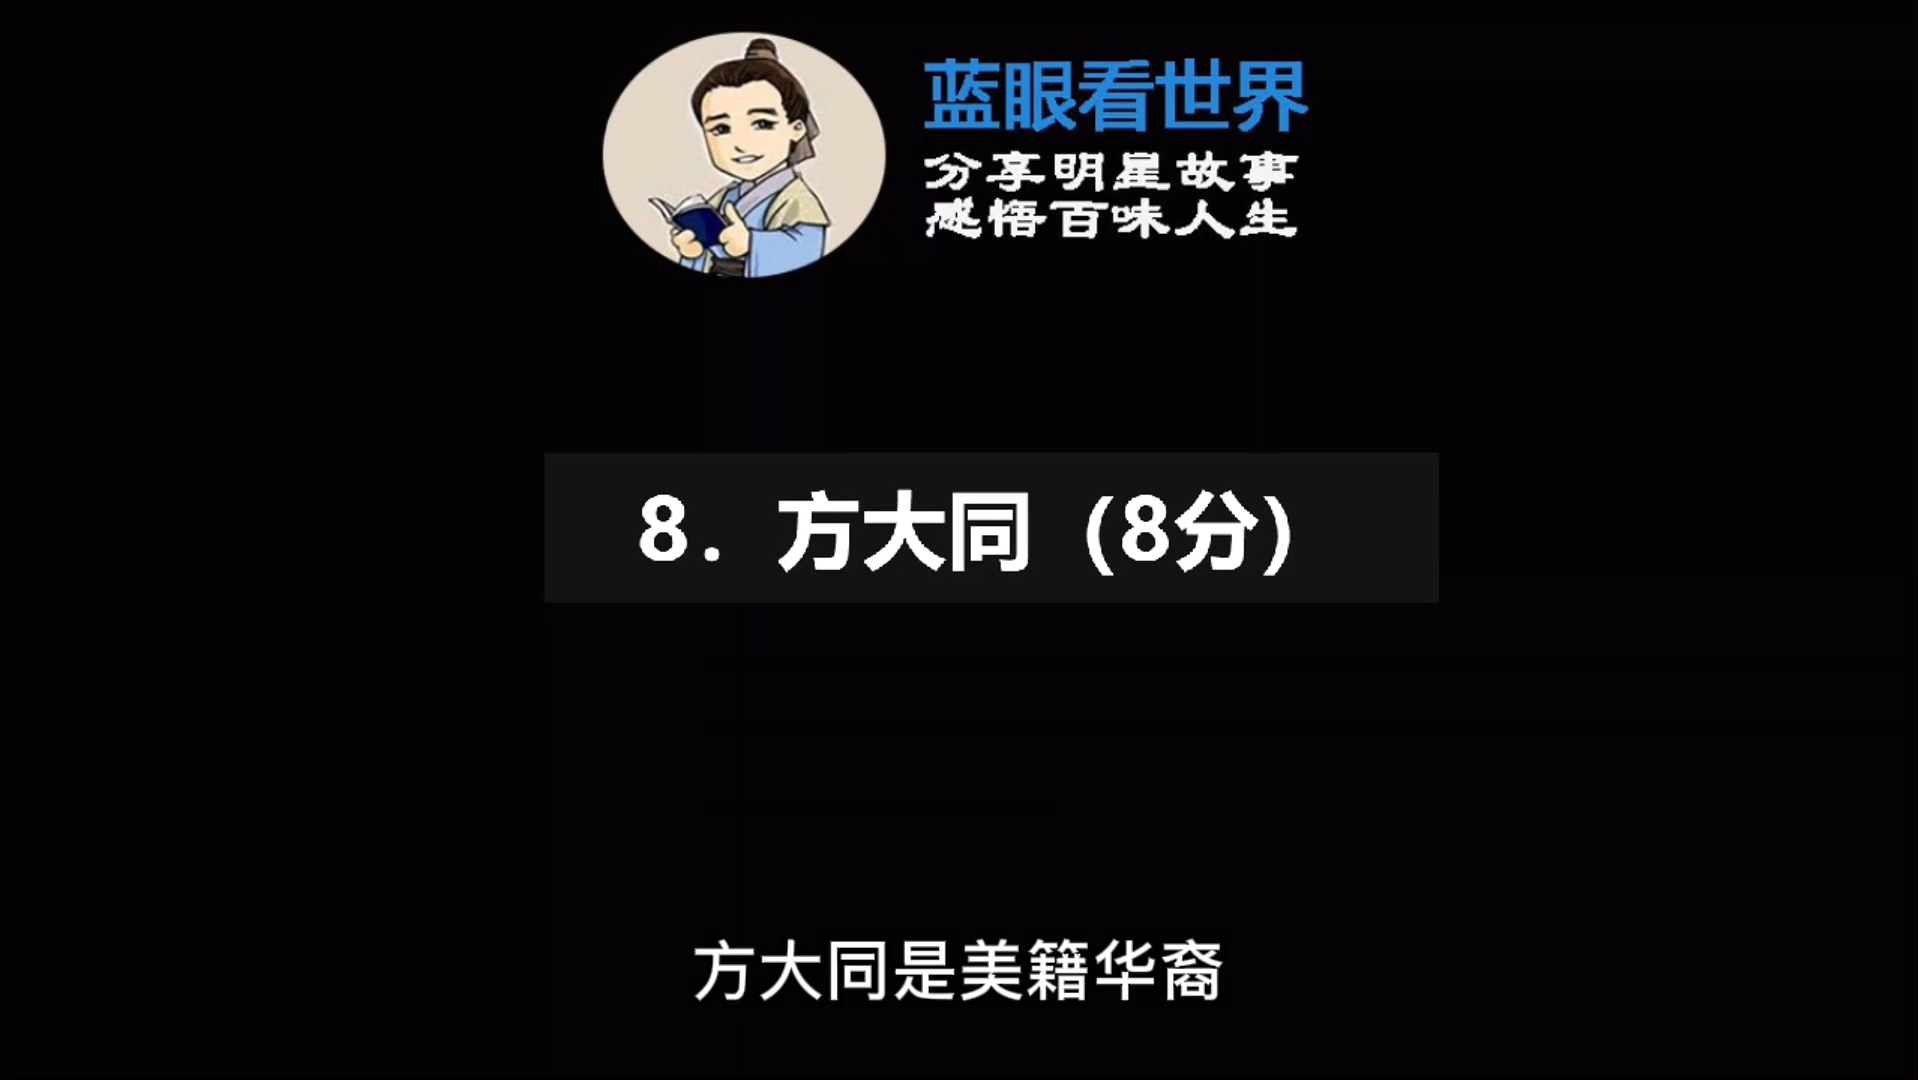 蓝眼看世界
分享明星故事
感悟百味人生
8. 方大同（8分）
方大同是美籍华裔